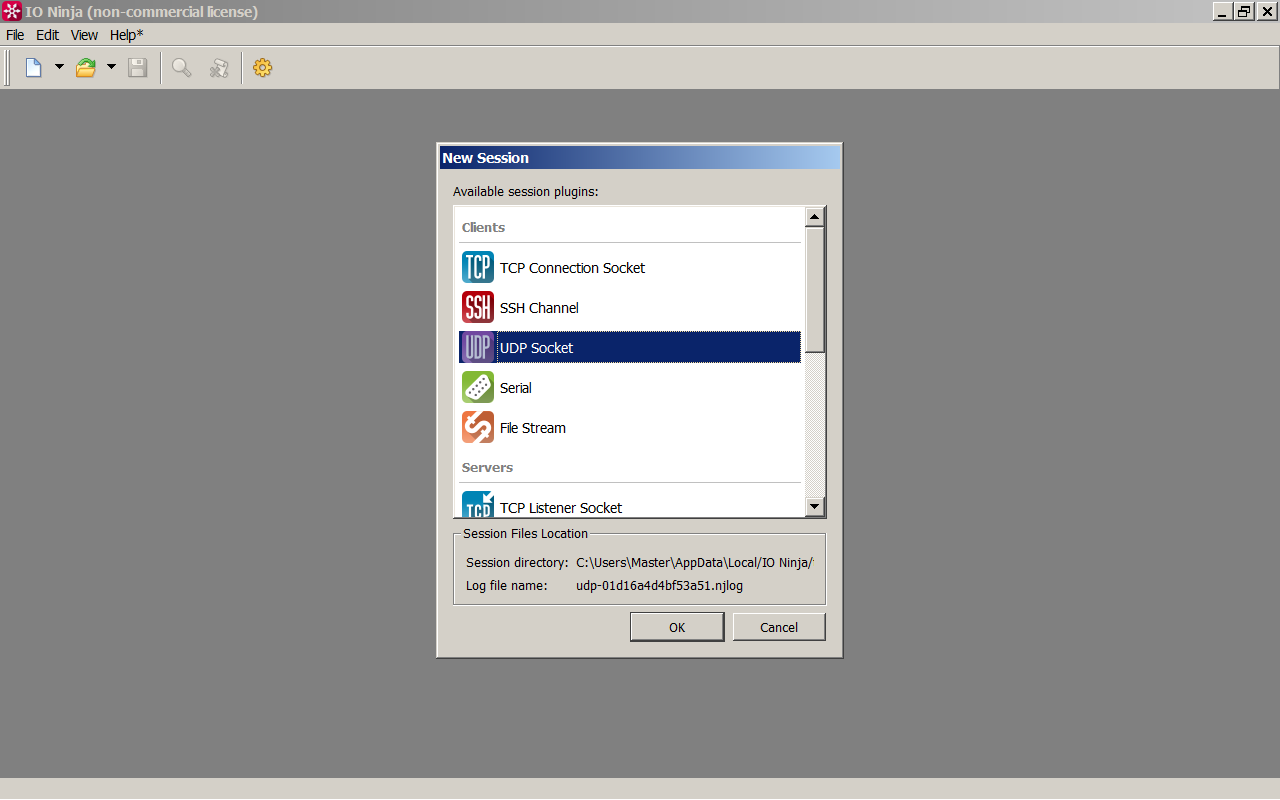 IO Ninja (non-commercial license)
File Edit View Help*
New Session
Available session plugins:
Clients
TCP TCP Connection Socket
SSH SSH Channel
UDP UDP Socket
Serial
File Stream
Servers
TCP TCP Listener Socket
Session Files Location
Session directory: C:\Users\Master\AppData\Local/IO Ninja/
Log file name: udp-01d16a4d4bf53a51.njlog
OK Cancel